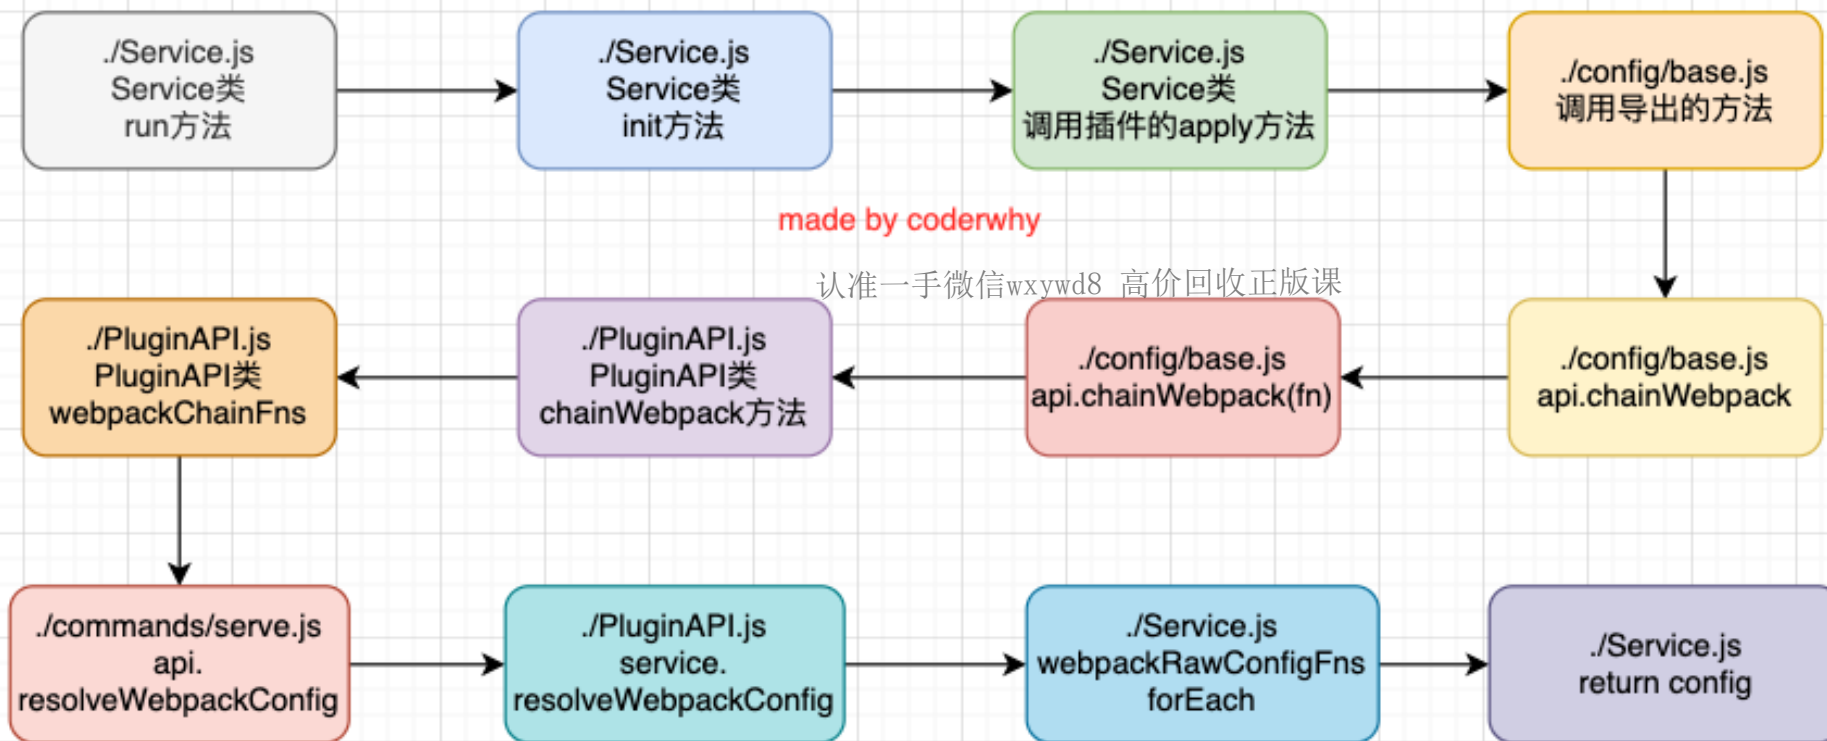 ./Service.js
Service类
run方法
./Service.js
Service类
init方法
./Service.js
Service类
调用插件的apply方法
./config/base.js
调用导出的方法
made by coderwhy
认准一手微信wxywd8 高价回收正版课
./PluginAPI.js
PluginAPI类
webpackChainFns
./PluginAPI.js
PluginAPI类
chainWebpack方法
./config/base.js
api.chainWebpack(fn)
./config/base.js
api.chainWebpack
./commands/serve.js
api.
resolveWebpackConfig
./PluginAPI.js
service.
resolveWebpackConfig
./Service.js
webpackRawConfigFns
forEach
./Service.js
return config